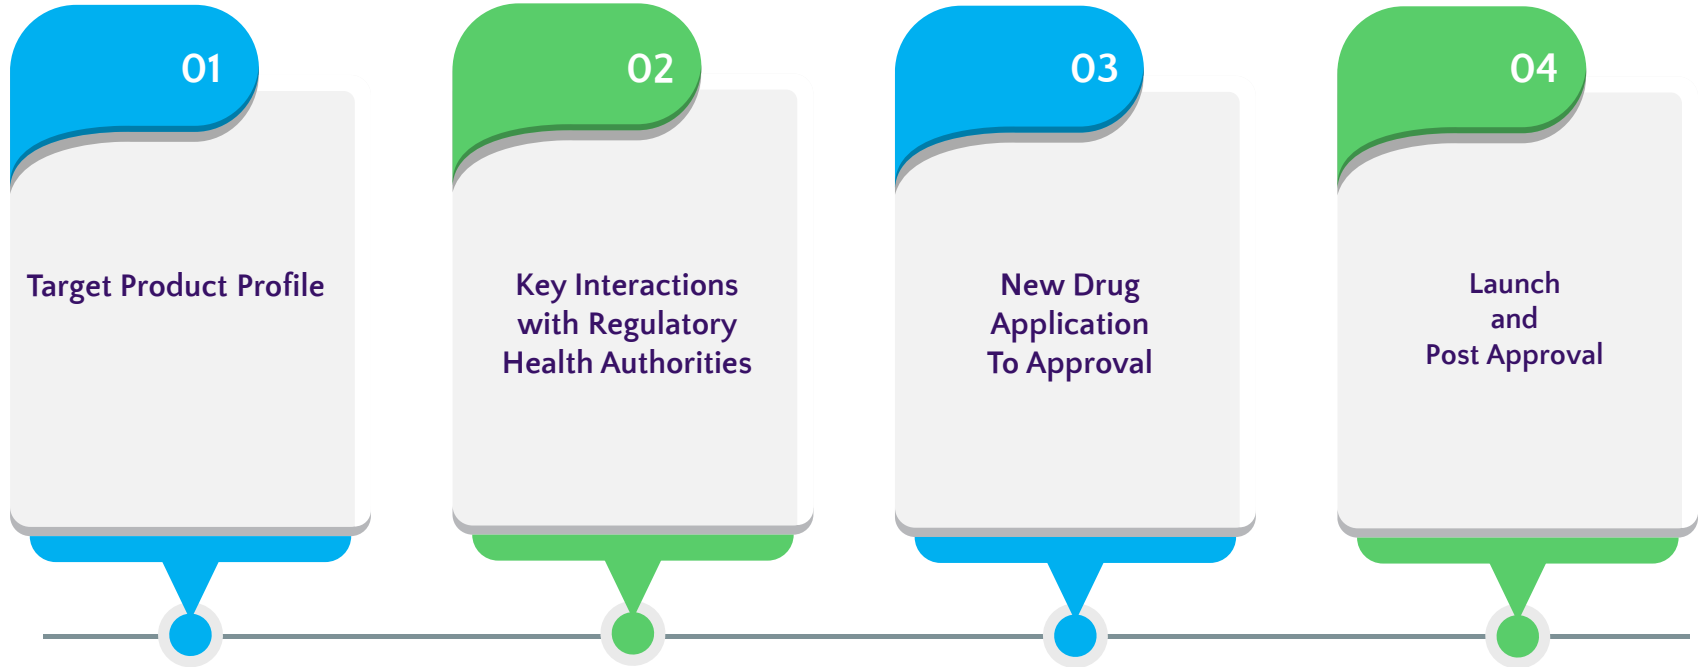 01
Target Product Profile
02
Key Interactions
with Regulatory
Health Authorities
03
New Drug
Application
To Approval
04
Launch
and
Post Approval